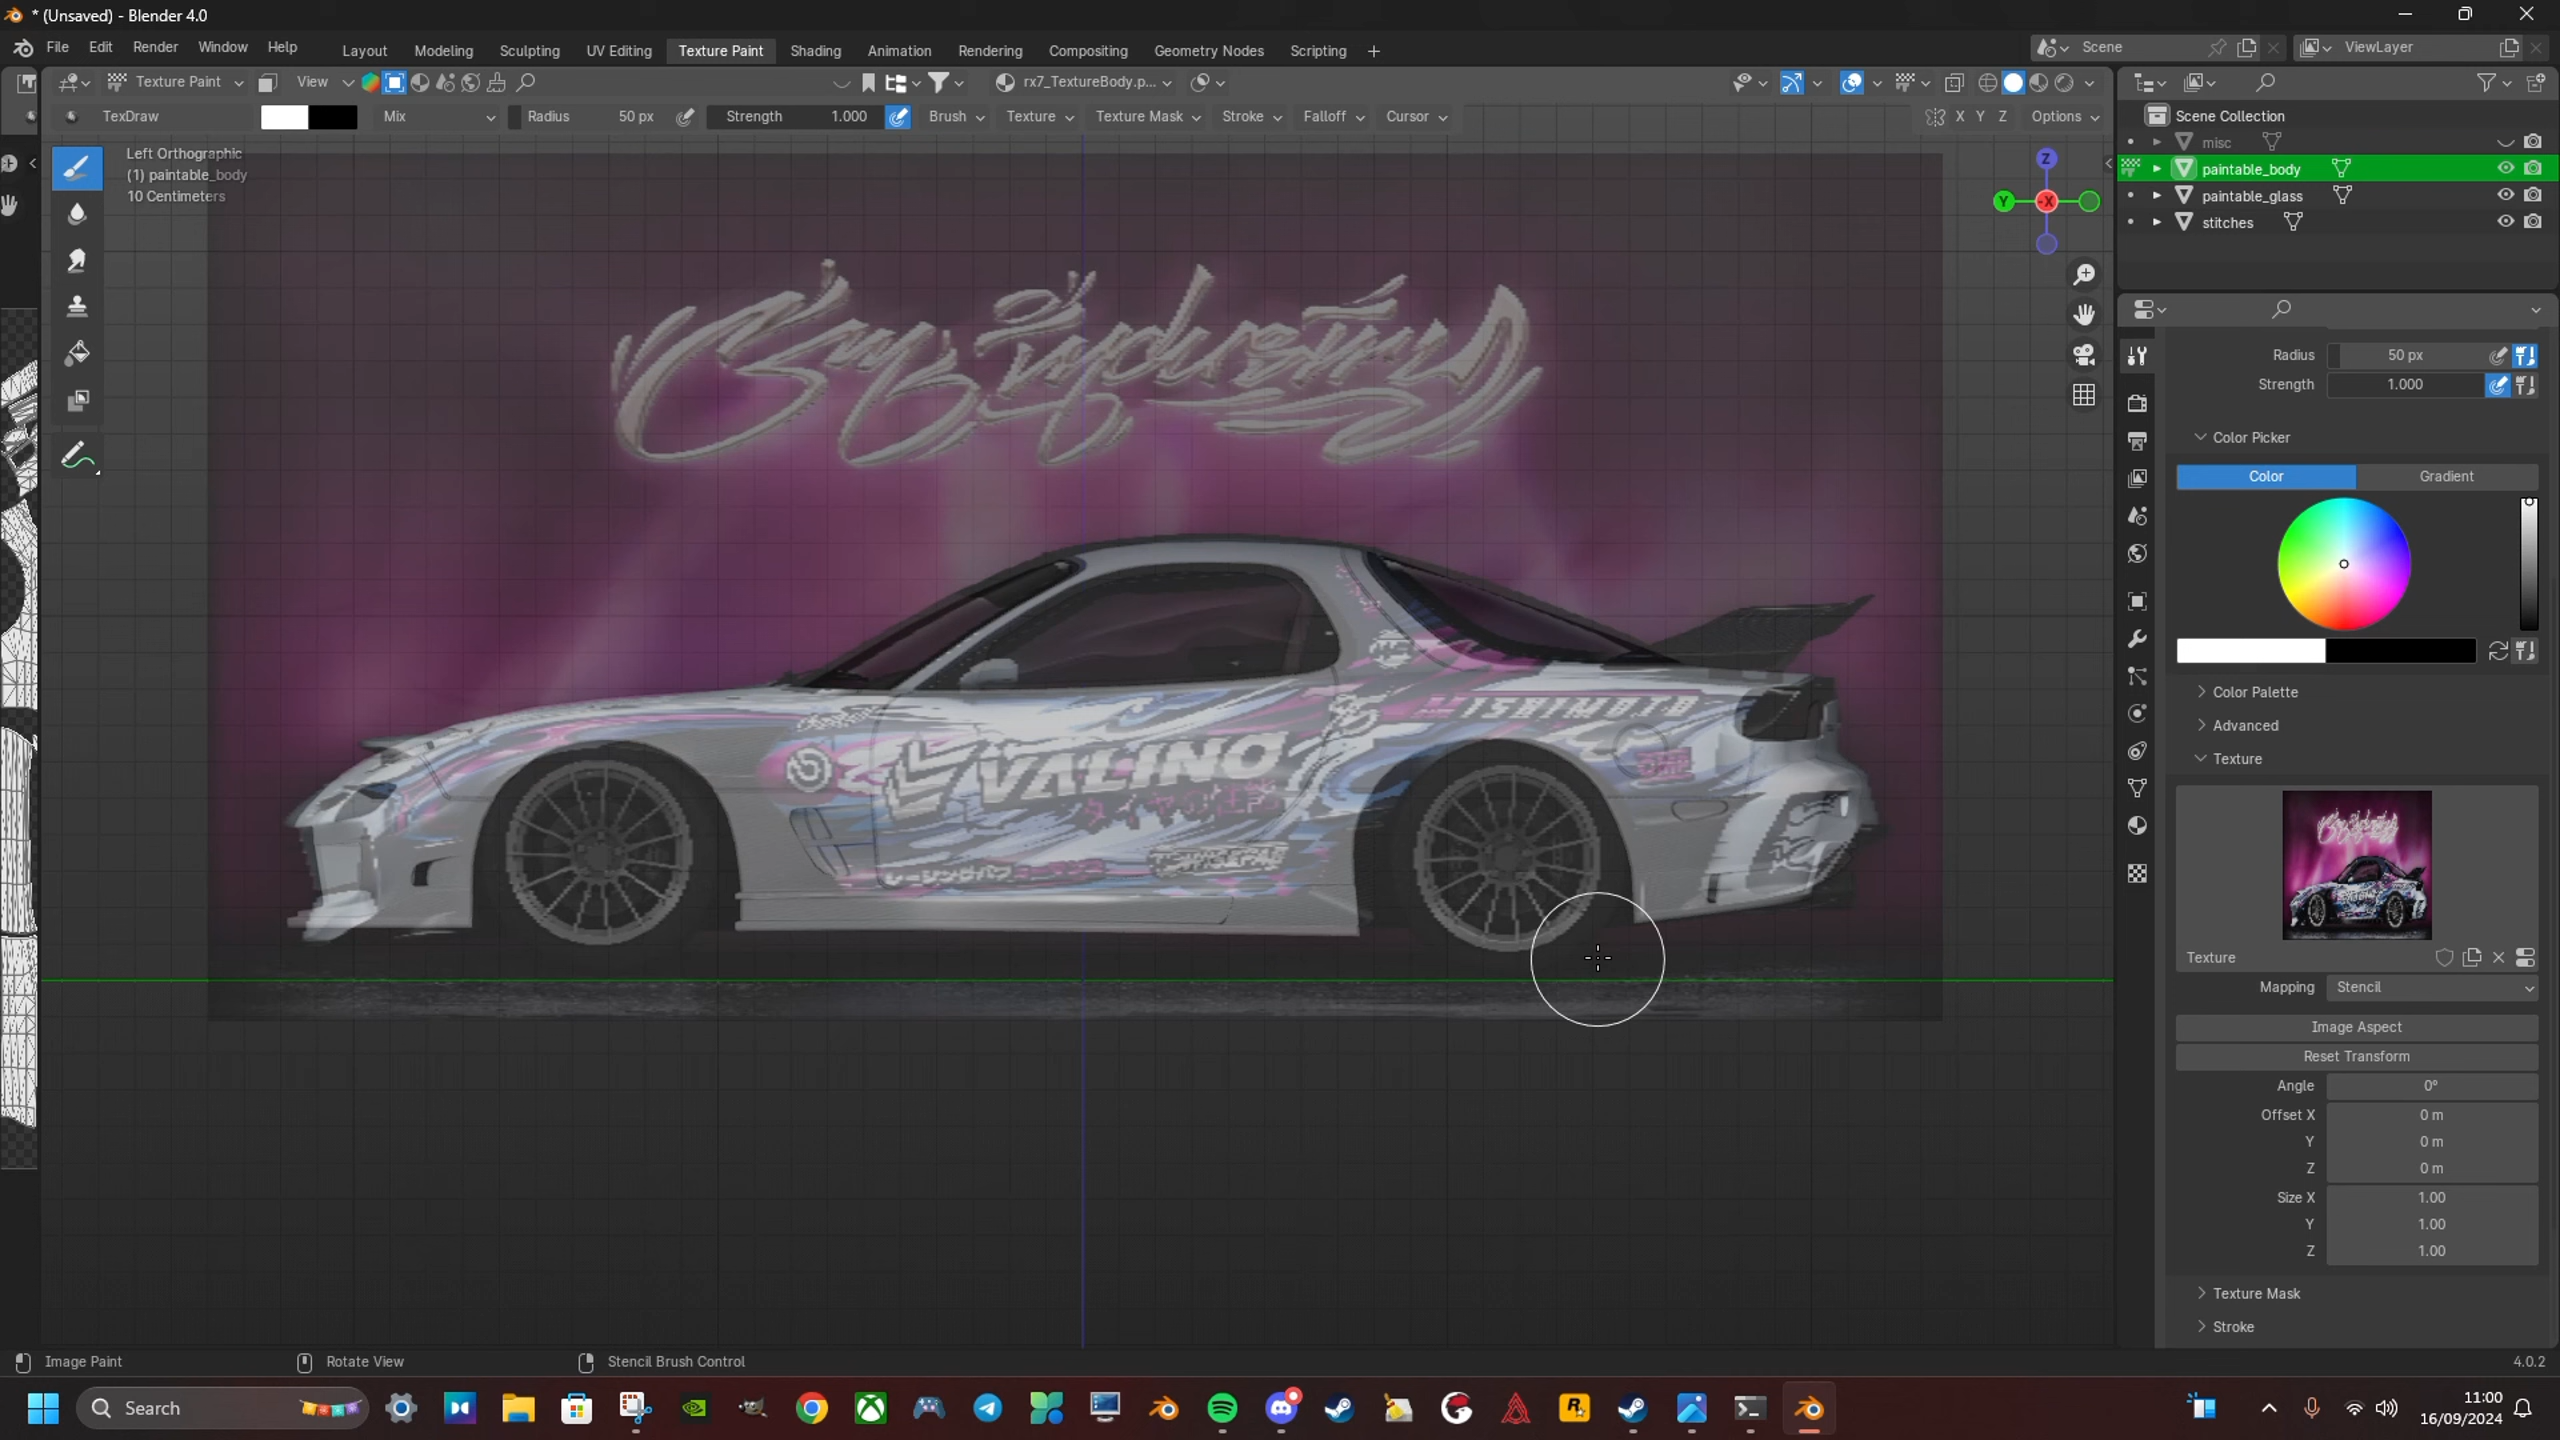 * (Unsaved) - Blender 4.0
File Edit Render Window Help Layout Modeling Sculpting UV Editing Texture Paint Shading Animation Rendering Compositing Geometry Nodes Scripting + Scene ViewLayer
Texture Paint View rx7_TextureBody.p...
TexDraw Mix Radius 50 px Strength 1.000 Brush Texture Texture Mask Stroke Falloff Cursor X Y Z Options
Left Orthographic
(1) paintable_body
10 Centimeters
Z
Y -X
VALINO
Scene Collection
misc
paintable_body
paintable_glass
stitches
Radius 50 px
Strength 1.000
Color Picker
Color Gradient
Color Palette
Advanced
Texture
Texture
Mapping Stencil
Image Aspect
Reset Transform
Angle 0°
Offset X 0 m
Y 0 m
Z 0 m
Size X 1.00
Y 1.00
Z 1.00
Texture Mask
Stroke
Image Paint Rotate View Stencil Brush Control 4.0.2
Search 11:00
16/09/2024